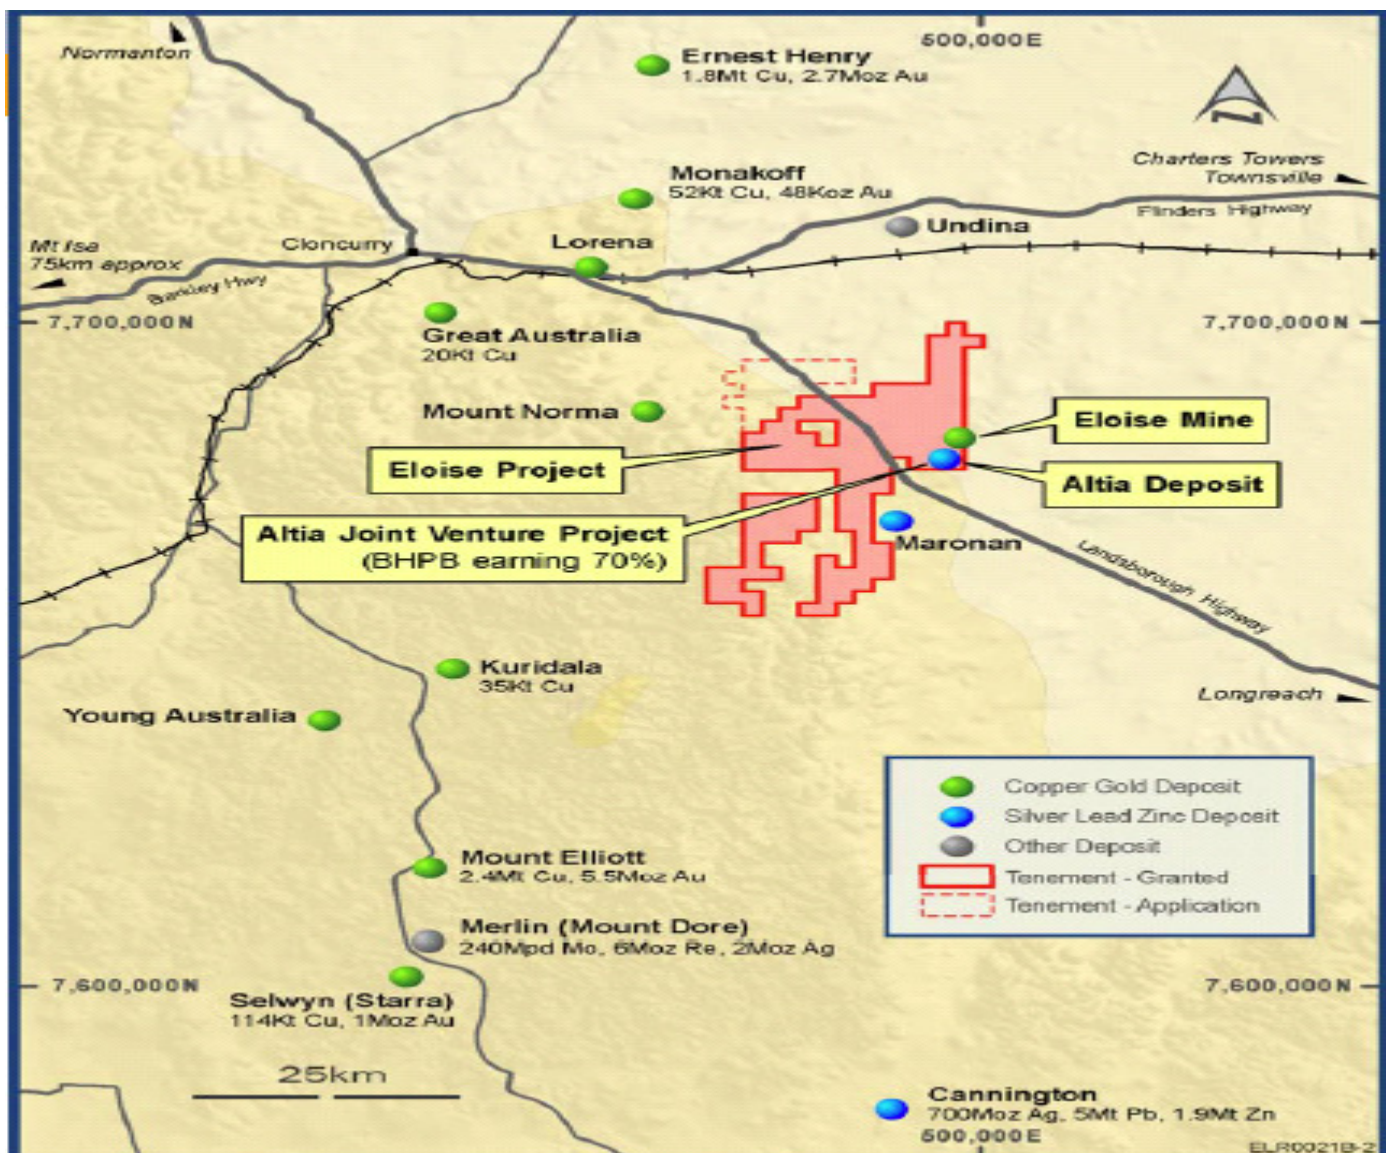 500,000E
Normanton
Ernest Henry
1.8Mt Cu, 2.7Moz Au
N
Charters Towers
Townsville
Monakoff
52Kt Cu, 48Koz Au
Flinders Highway
Undina
Mt Isa
75km approx
Cloncurry
Lorena
Barkley Hwy
7,700,000N
7,700,000N
Great Australia
20Kt Cu
Mount Norma
Eloise Mine
Eloise Project
Altia Deposit
Altia Joint Venture Project
(BHPB earning 70%)
Maronan
Landsborough Highway
Kuridala
35Kt Cu
Longreach
Young Australia
Copper Gold Deposit
Silver Lead Zinc Deposit
Other Deposit
Tenement - Granted
Tenement - Application
Mount Elliott
2.4Mt Cu, 5.5Moz Au
Merlin (Mount Dore)
240Mpd Mo, 6Moz Re, 2Moz Ag
7,600,000N
7,600,000N
Selwyn (Starra)
114Kt Cu, 1Moz Au
25km
Cannington
700Moz Ag, 5Mt Pb, 1.9Mt Zn
500,000E
ELR0021B-2